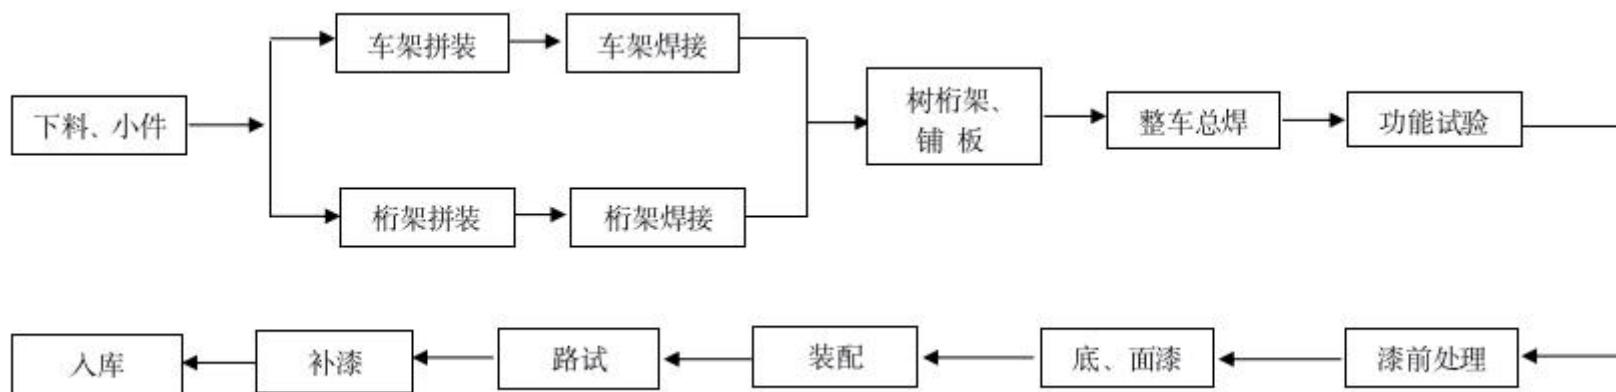 下料、小件
车架拼装
车架焊接
桁架拼装
桁架焊接
树桁架、
铺 板
整车总焊
功能试验
漆前处理
底、面漆
装配
路试
补漆
入库